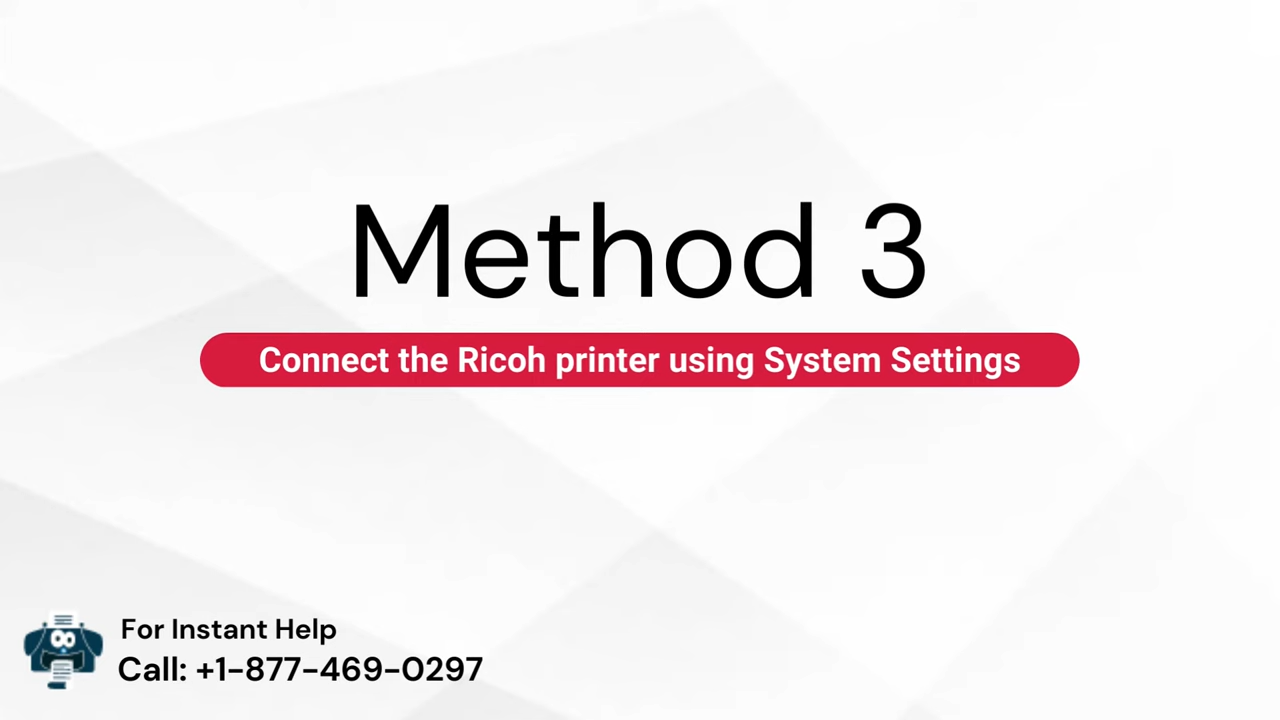 Method 3
Connect the Ricoh printer using System Settings
For Instant Help
Call: +1-877-469-0297